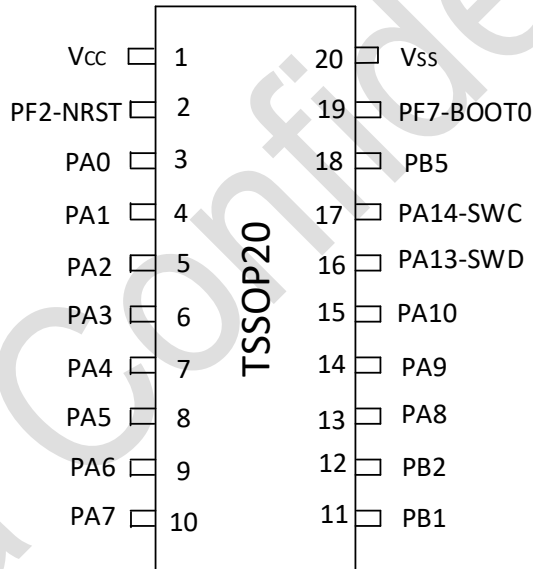 Vcc 1 20 Vss
PF2-NRST 2 19 PF7-BOOT0
PA0 3 18 PB5
PA1 4 17 PA14-SWC
PA2 5 16 PA13-SWD
PA3 6 15 PA10
PA4 7 14 PA9
PA5 8 13 PA8
PA6 9 12 PB2
PA7 10 11 PB1
TSSOP20